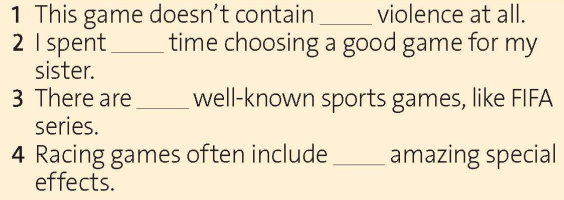 1 This game doesn't contain _____ violence at all.
2 I spent _____ time choosing a good game for my
sister.
3 There are _____ well-known sports games, like FIFA
series.
4 Racing games often include _____ amazing special
effects.